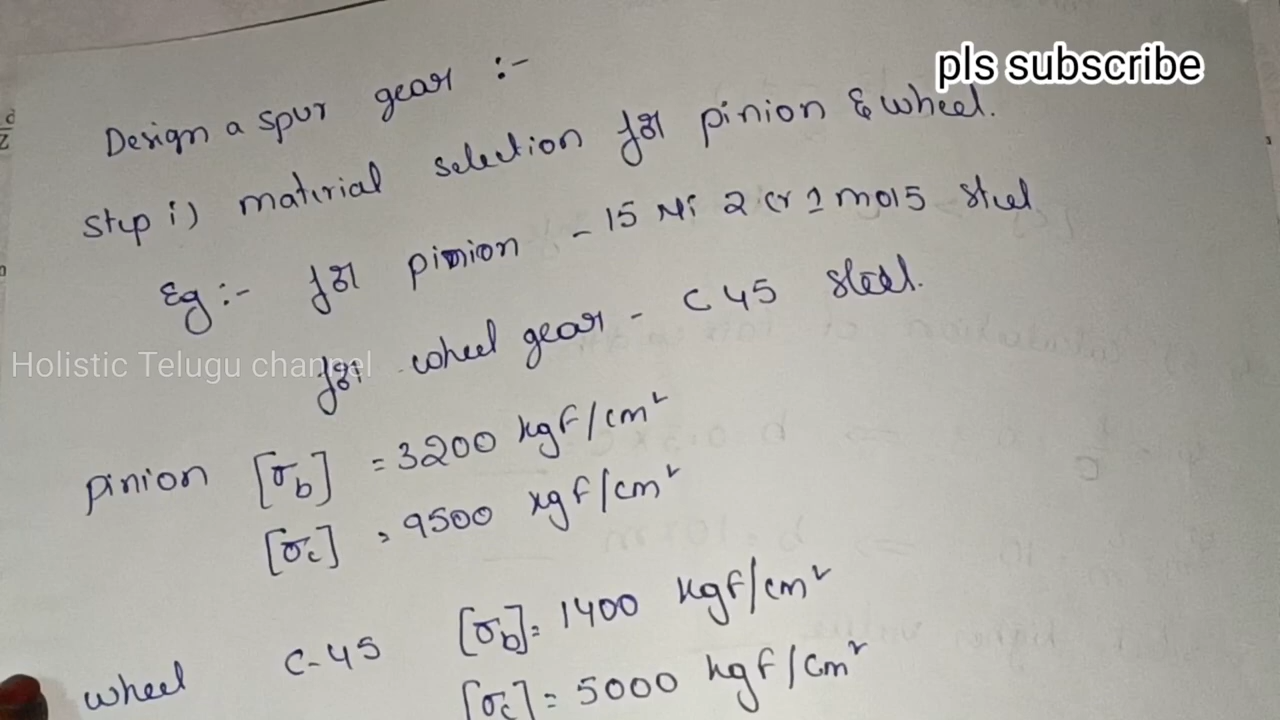 pls subscribe
Design a spur gear :-
step i) material selection for pinion & wheel.
Eg :- for pinion - 15 Ni 2 cr 1 mo15 steel
for wheel gear - C 45 steel.
Holistic Telugu channel
pinion [σb] = 3200 kgf/cm²
[σc] = 9500 kgf/cm²
wheel C-45 [σb] = 1400 kgf/cm²
[σc] = 5000 kgf/cm²